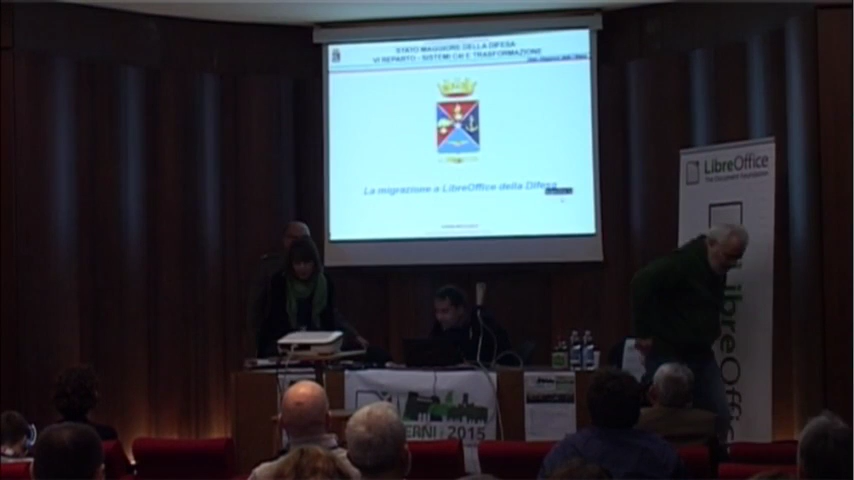 STATO MAGGIORE DELLA DIFESA
VI REPARTO - SISTEMI C4I E TRASFORMAZIONE
La migrazione a LibreOffice della Difesa
LibreOffice
The Document Foundation
LibreOffice
ERNI - 2015